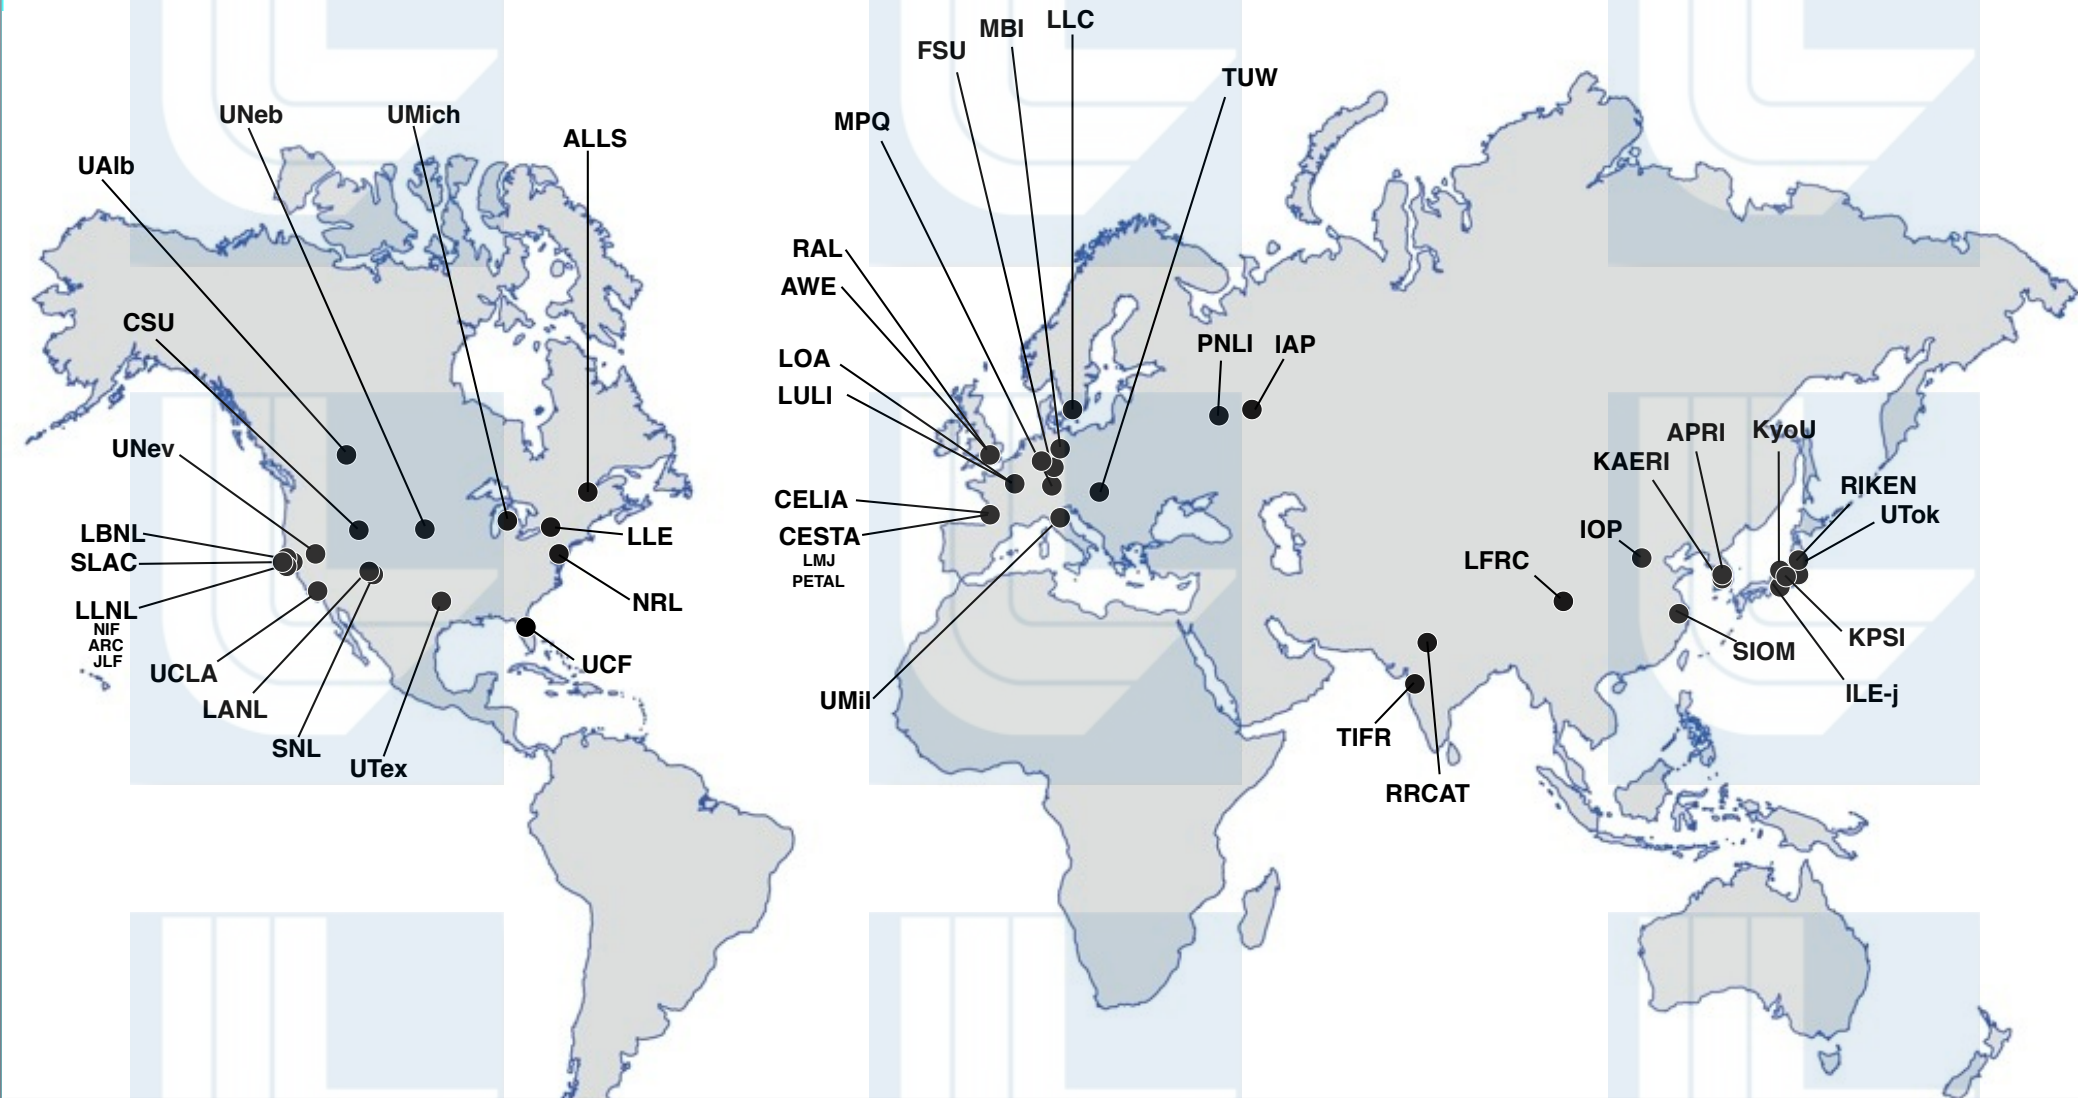 UNeb
UMich
ALLS
UAlb
CSU
UNev
LBNL
SLAC
LLNL
NIF
ARC
JLF
UCLA
LANL
SNL
UTex
LLE
NRL
UCF
LLC
MBI
FSU
TUW
MPQ
RAL
AWE
LOA
LULI
CELIA
CESTA
LMJ
PETAL
UMil
PNLI
IAP
APRI
KyoU
KAERI
RIKEN
UTok
IOP
LFRC
SIOM
KPSI
ILE-j
TIFR
RRCAT